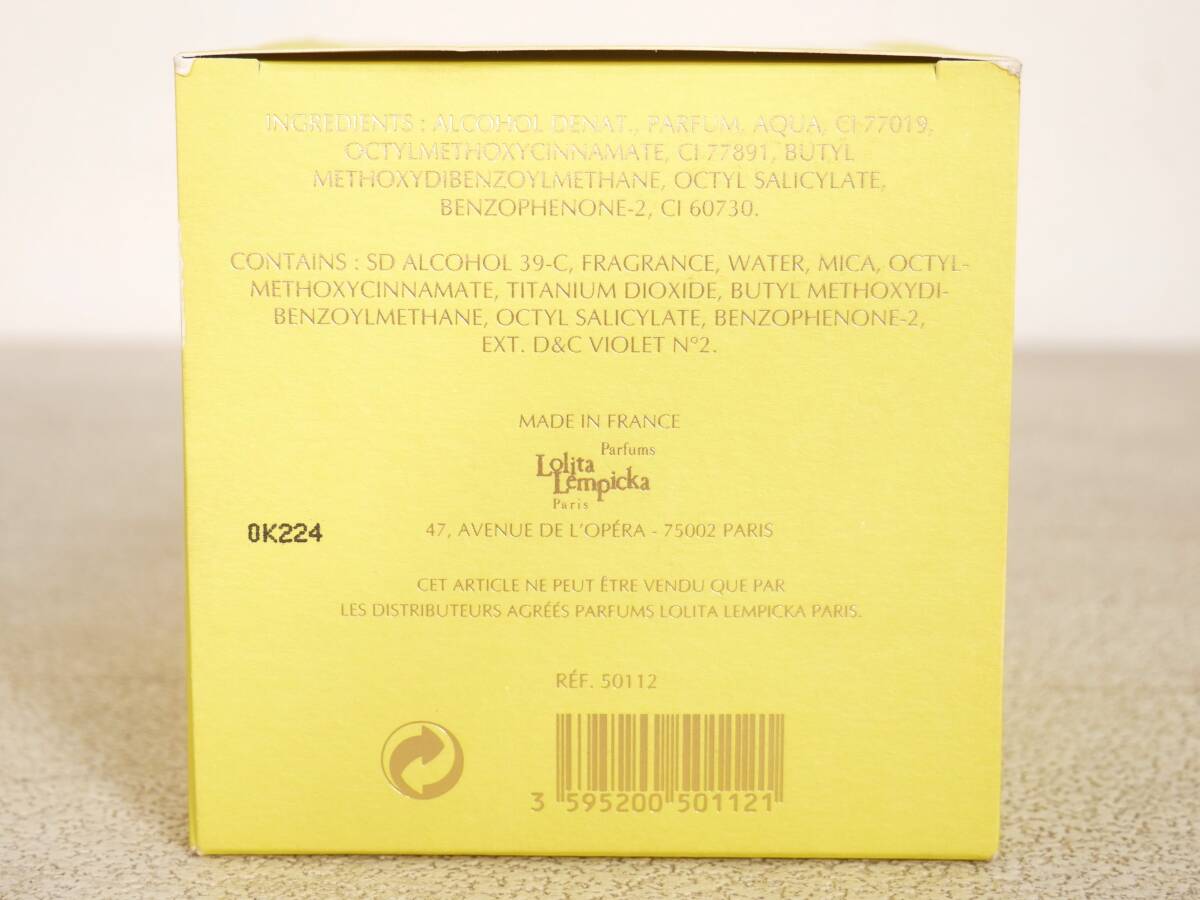 INGREDIENTS : ALCOHOL DENAT., PARFUM, AQUA, CI 77019,
OCTYLMETHOXYCINNAMATE, CI 77891, BUTYL
METHOXYDIBENZOYLMETHANE, OCTYL SALICYLATE,
BENZOPHENONE-2, CI 60730.
CONTAINS : SD ALCOHOL 39-C, FRAGRANCE, WATER, MICA, OCTYL-
METHOXYCINNAMATE, TITANIUM DIOXIDE, BUTYL METHOXYDI-
BENZOYLMETHANE, OCTYL SALICYLATE, BENZOPHENONE-2,
EXT. D&C VIOLET N°2.
MADE IN FRANCE
Parfums
Lolita
Lempicka
Paris
0K224
47, AVENUE DE L'OPÉRA - 75002 PARIS
CET ARTICLE NE PEUT ÊTRE VENDU QUE PAR
LES DISTRIBUTEURS AGRÉÉS PARFUMS LOLITA LEMPICKA PARIS.
RÉF. 50112
3 595200 501121